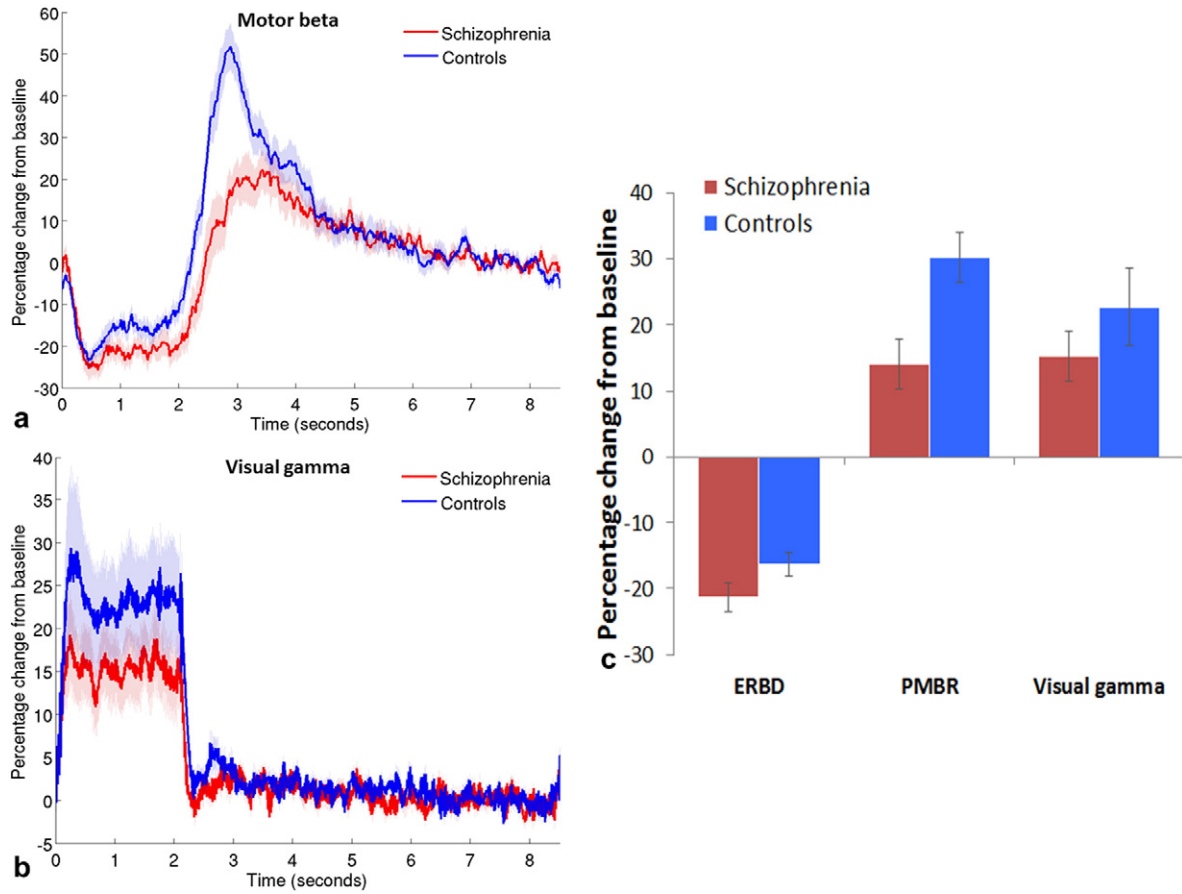 Motor beta
Schizophrenia
Controls
Percentage change from baseline
60
50
40
30
20
10
0
-10
-20
-30
0 1 2 3 4 5 6 7 8
Time (seconds)
a
Visual gamma
Schizophrenia
Controls
Percentage change from baseline
40
35
30
25
20
15
10
5
0
-5
0 1 2 3 4 5 6 7 8
Time (seconds)
b
Schizophrenia
Controls
Percentage change from baseline
40
30
20
10
0
-10
-20
-30
ERBD PMBR Visual gamma
c